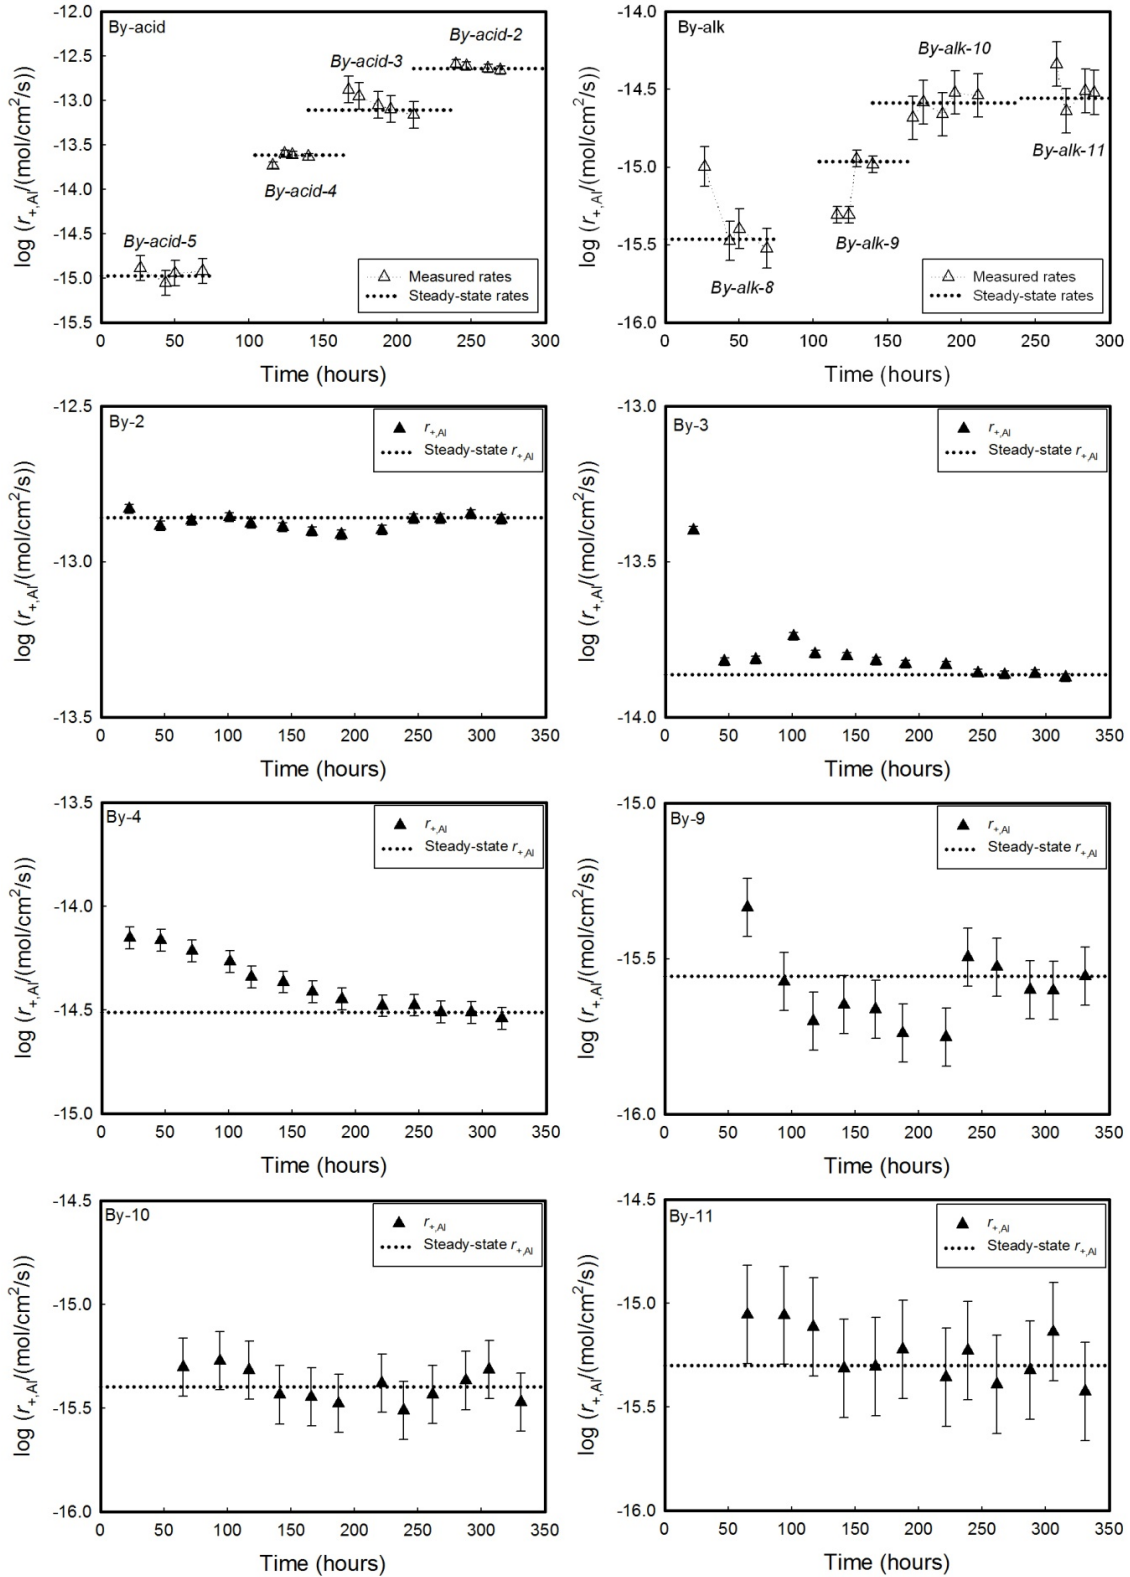 By-acid
By-acid-5
By-acid-4
By-acid-3
By-acid-2
Measured rates
Steady-state rates
-12.0
-12.5
-13.0
-13.5
-14.0
-14.5
-15.0
-15.5
0 50 100 150 200 250 300
Time (hours)
log (r+,Al/(mol/cm2/s))
By-alk
By-alk-8
By-alk-9
By-alk-10
By-alk-11
Measured rates
Steady-state rates
-14.0
-14.5
-15.0
-15.5
-16.0
0 50 100 150 200 250 300
Time (hours)
log (r+,Al/(mol/cm2/s))
By-2
r+,Al
Steady-state r+,Al
-12.5
-13.0
-13.5
0 50 100 150 200 250 300 350
Time (hours)
log (r+,Al/(mol/cm2/s))
By-3
r+,Al
Steady-state r+,Al
-13.0
-13.5
-14.0
0 50 100 150 200 250 300 350
Time (hours)
log (r+,Al/(mol/cm2/s))
By-4
r+,Al
Steady-state r+,Al
-13.5
-14.0
-14.5
-15.0
0 50 100 150 200 250 300 350
Time (hours)
log (r+,Al/(mol/cm2/s))
By-9
r+,Al
Steady-state r+,Al
-15.0
-15.5
-16.0
0 50 100 150 200 250 300 350
Time (hours)
log (r+,Al/(mol/cm2/s))
By-10
r+,Al
Steady-state r+,Al
-14.5
-15.0
-15.5
-16.0
0 50 100 150 200 250 300 350
Time (hours)
log (r+,Al/(mol/cm2/s))
By-11
r+,Al
Steady-state r+,Al
-14.5
-15.0
-15.5
-16.0
0 50 100 150 200 250 300 350
Time (hours)
log (r+,Al/(mol/cm2/s))